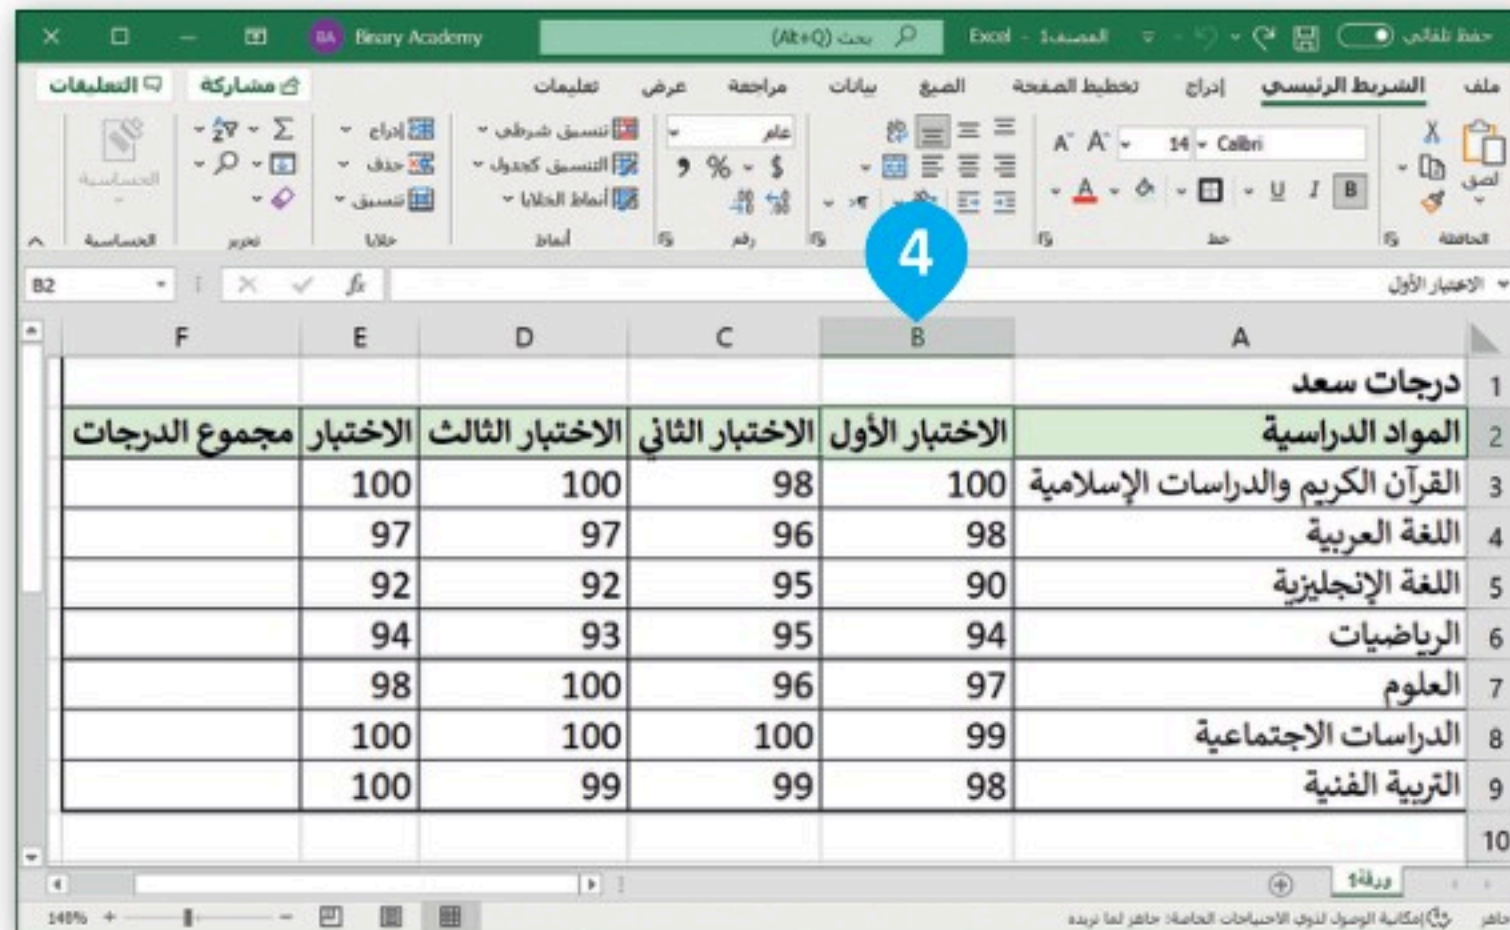 حفظ تلقائي المصنف1 - Excel بحث (Alt+Q) Binary Academy BA
ملف الشريط الرئيسي إدراج تخطيط الصفحة الصيغ بيانات مراجعة عرض تعليمات مشاركة التعليقات
لصق Calibri 14 عام تنسيق شرطي إدراج
B I U $ % التنسيق كجدول حذف الحساسية
أنماط الخلايا تنسيق
الحافظة خط رقم أنماط خلايا تحرير الحساسية
4
الاختبار الأول fx B2
A B C D E F
1 درجات سعد
2 المواد الدراسية الاختبار الأول الاختبار الثاني الاختبار الثالث الاختبار مجموع الدرجات
3 القرآن الكريم والدراسات الإسلامية 100 98 100 100
4 اللغة العربية 98 96 97 97
5 اللغة الإنجليزية 90 95 92 92
6 الرياضيات 94 95 93 94
7 العلوم 97 96 100 98
8 الدراسات الاجتماعية 99 100 100 100
9 التربية الفنية 98 99 99 100
10
ورقة1
جاهز إمكانية الوصول لذوي الاحتياجات الخاصة: جاهز لما تريده 148%